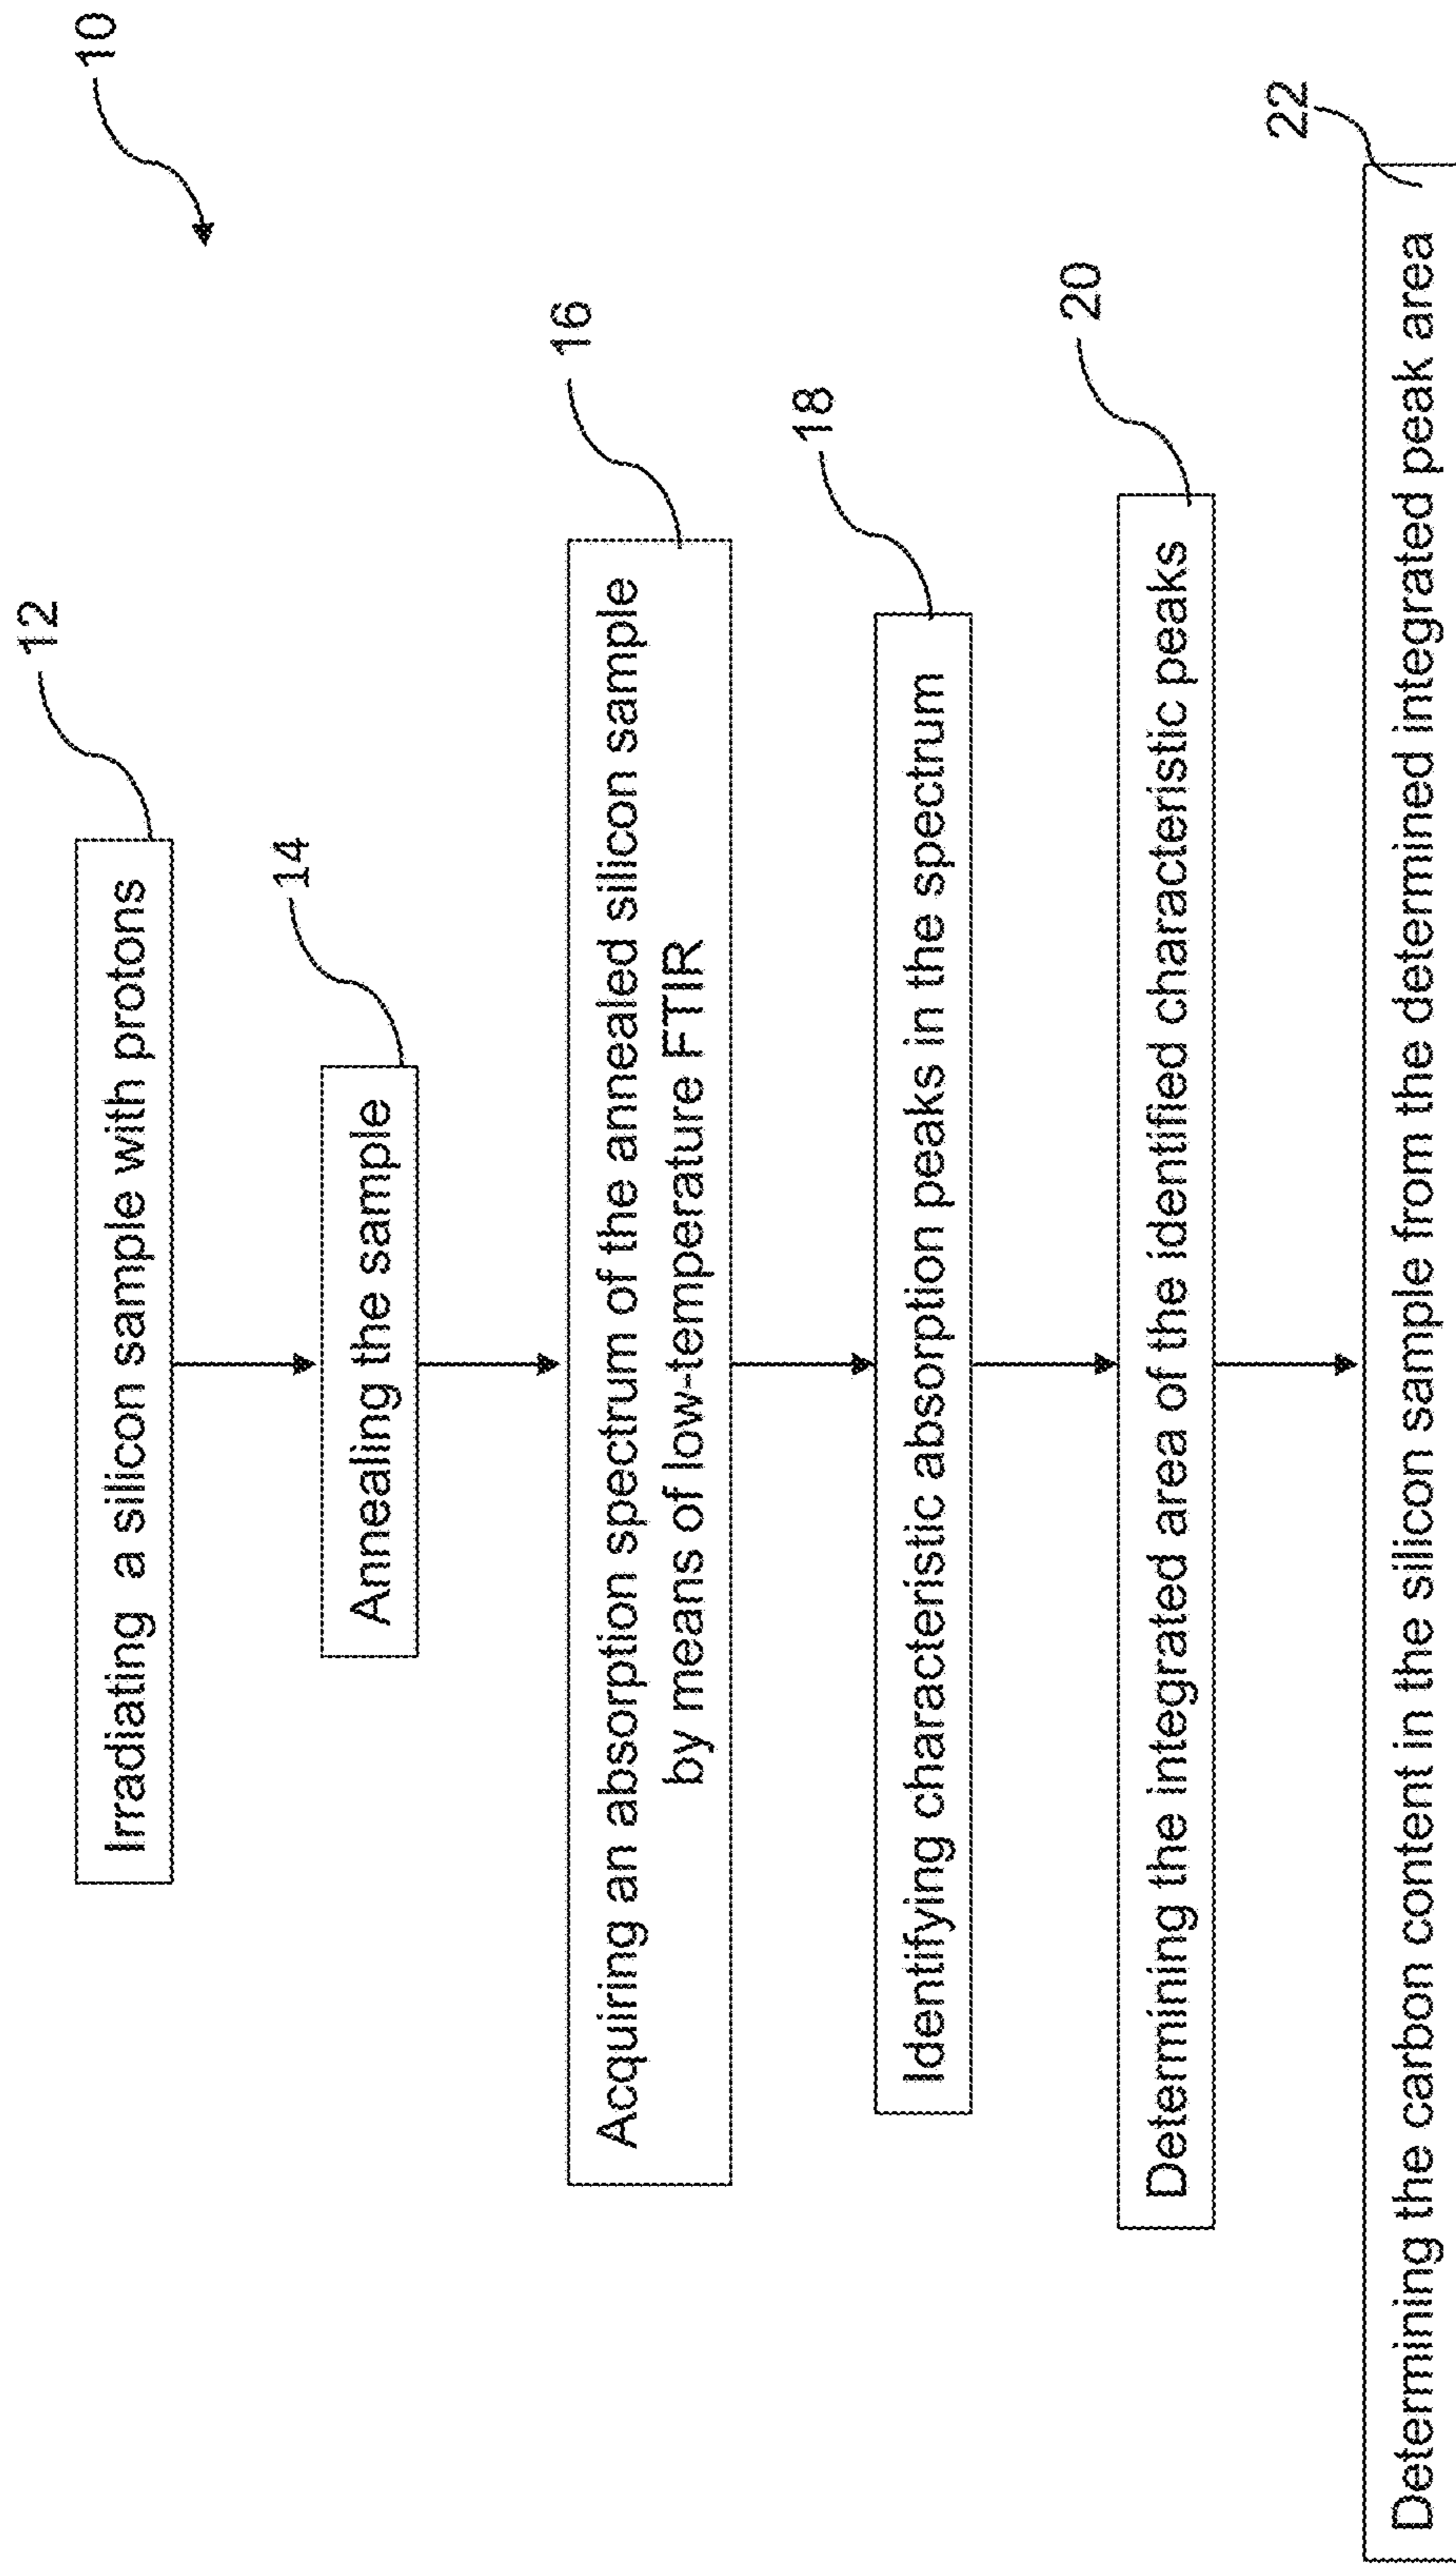 10
12
Irradiating a silicon sample with protons
14
Annealing the sample
16
Acquiring an absorption spectrum of the annealed silicon sample
by means of low-temperature FTIR
18
Identifying characteristic absorption peaks in the spectrum
20
Determining the integrated area of the identified characteristic peaks
22
Determining the carbon content in the silicon sample from the determined integrated peak area